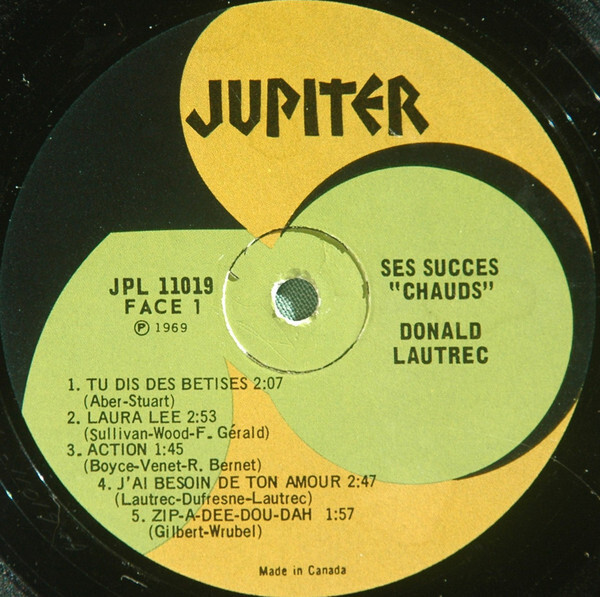 JUPITER
JPL 11019
FACE 1
℗ 1969
SES SUCCES
"CHAUDS"
DONALD
LAUTREC
1. TU DIS DES BETISES 2:07
(Aber-Stuart)
2. LAURA LEE 2:53
(Sullivan-Wood-F. Gérald)
3. ACTION 1:45
(Boyce-Venet-R. Bernet)
4. J'AI BESOIN DE TON AMOUR 2:47
(Lautrec-Dufresne-Lautrec)
5. ZIP-A-DEE-DOU-DAH 1:57
(Gilbert-Wrubel)
Made in Canada